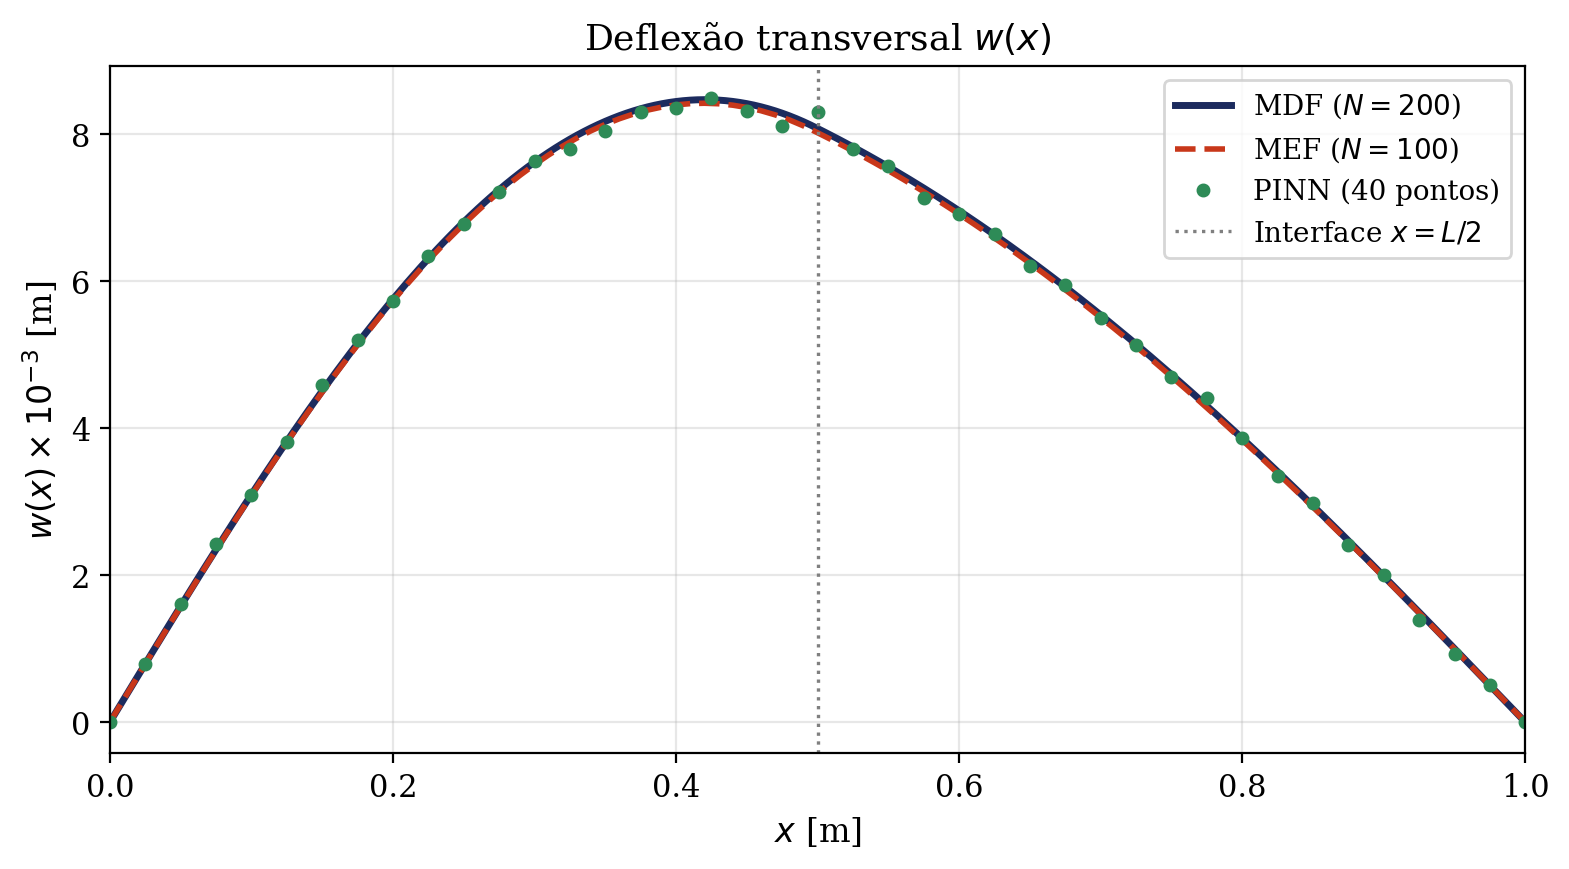 Deflexão transversal w(x)
MDF (N = 200)
MEF (N = 100)
PINN (40 pontos)
Interface x = L/2
w(x) × 10⁻³ [m]
8
6
4
2
0
0.0 0.2 0.4 0.6 0.8 1.0
x [m]